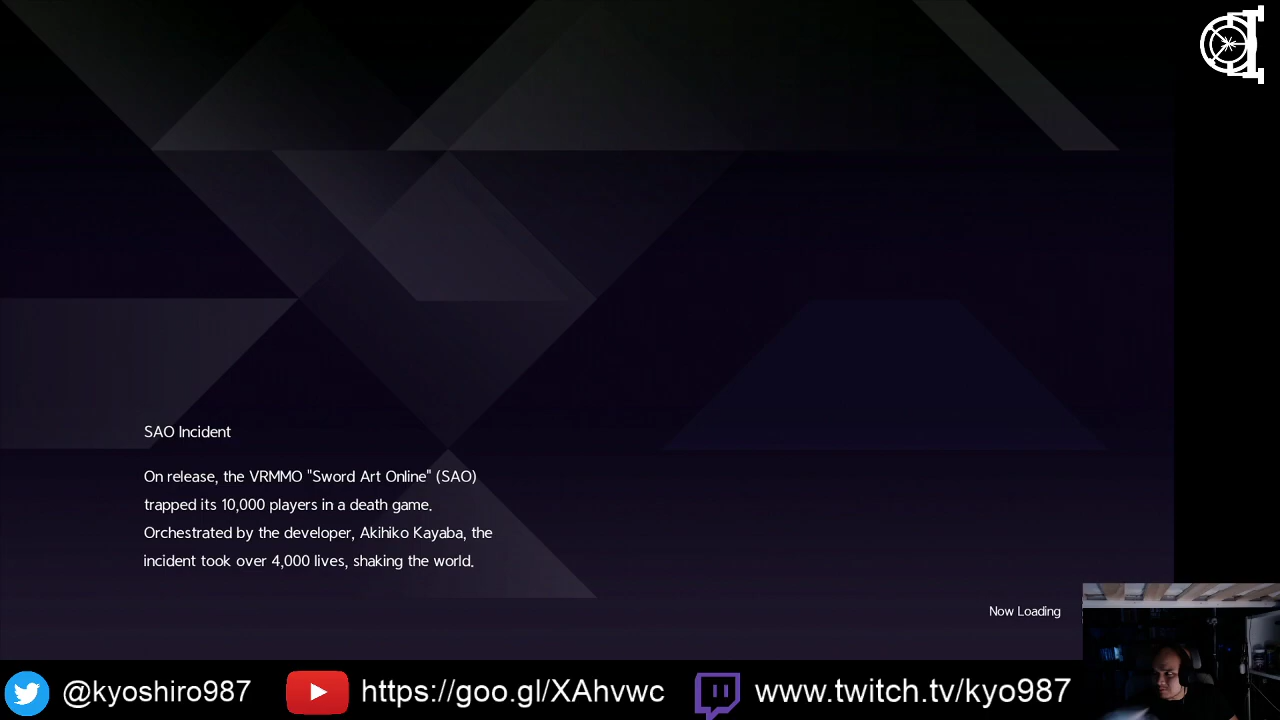 SAO Incident
On release, the VRMMO "Sword Art Online" (SAO)
trapped its 10,000 players in a death game.
Orchestrated by the developer, Akihiko Kayaba, the
incident took over 4,000 lives, shaking the world.
Now Loading
@kyoshiro987 https://goo.gl/XAhvwc www.twitch.tv/kyo987